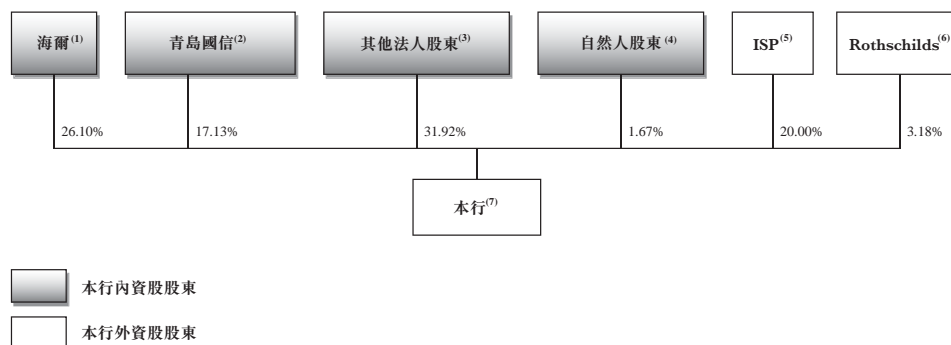 海爾(1)
青島國信(2)
其他法人股東(3)
自然人股東(4)
ISP(5)
Rothschilds(6)
26.10%
17.13%
31.92%
1.67%
20.00%
3.18%
本行(7)
本行內資股股東
本行外資股股東